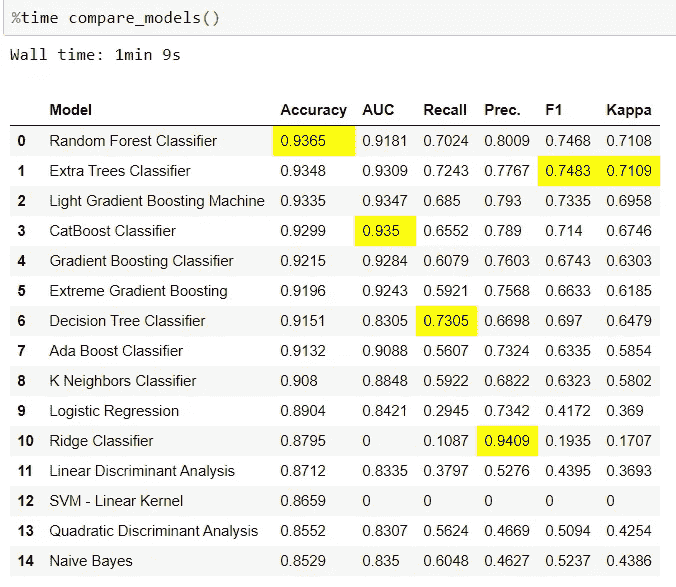 %time compare_models()
Wall time: 1min 9s
Model Accuracy AUC Recall Prec. F1 Kappa
0 Random Forest Classifier 0.9365 0.9181 0.7024 0.8009 0.7468 0.7108
1 Extra Trees Classifier 0.9348 0.9309 0.7243 0.7767 0.7483 0.7109
2 Light Gradient Boosting Machine 0.9335 0.9347 0.685 0.793 0.7335 0.6958
3 CatBoost Classifier 0.9299 0.935 0.6552 0.789 0.714 0.6746
4 Gradient Boosting Classifier 0.9215 0.9284 0.6079 0.7603 0.6743 0.6303
5 Extreme Gradient Boosting 0.9196 0.9243 0.5921 0.7568 0.6633 0.6185
6 Decision Tree Classifier 0.9151 0.8305 0.7305 0.6698 0.697 0.6479
7 Ada Boost Classifier 0.9132 0.9088 0.5607 0.7324 0.6335 0.5854
8 K Neighbors Classifier 0.908 0.8848 0.5922 0.6822 0.6323 0.5802
9 Logistic Regression 0.8904 0.8421 0.2945 0.7342 0.4172 0.369
10 Ridge Classifier 0.8795 0 0.1087 0.9409 0.1935 0.1707
11 Linear Discriminant Analysis 0.8712 0.8335 0.3797 0.5276 0.4395 0.3693
12 SVM - Linear Kernel 0.8659 0 0 0 0 0
13 Quadratic Discriminant Analysis 0.8552 0.8307 0.5624 0.4669 0.5094 0.4254
14 Naive Bayes 0.8529 0.835 0.6048 0.4627 0.5237 0.4386